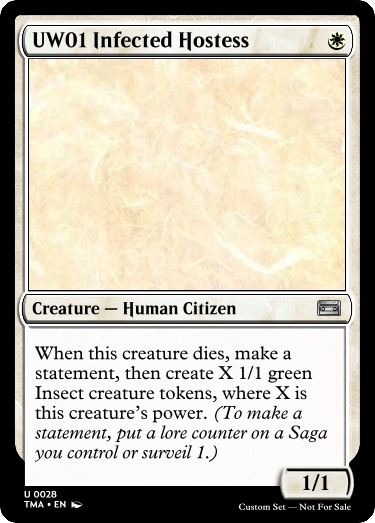 UW01 Infected Hostess
Creature — Human Citizen
When this creature dies, make a
statement, then create X 1/1 green
Insect creature tokens, where X is
this creature's power. (To make a
statement, put a lore counter on a Saga
you control or surveil 1.)
1/1
U 0028
TMA • EN
Custom Set — Not For Sale